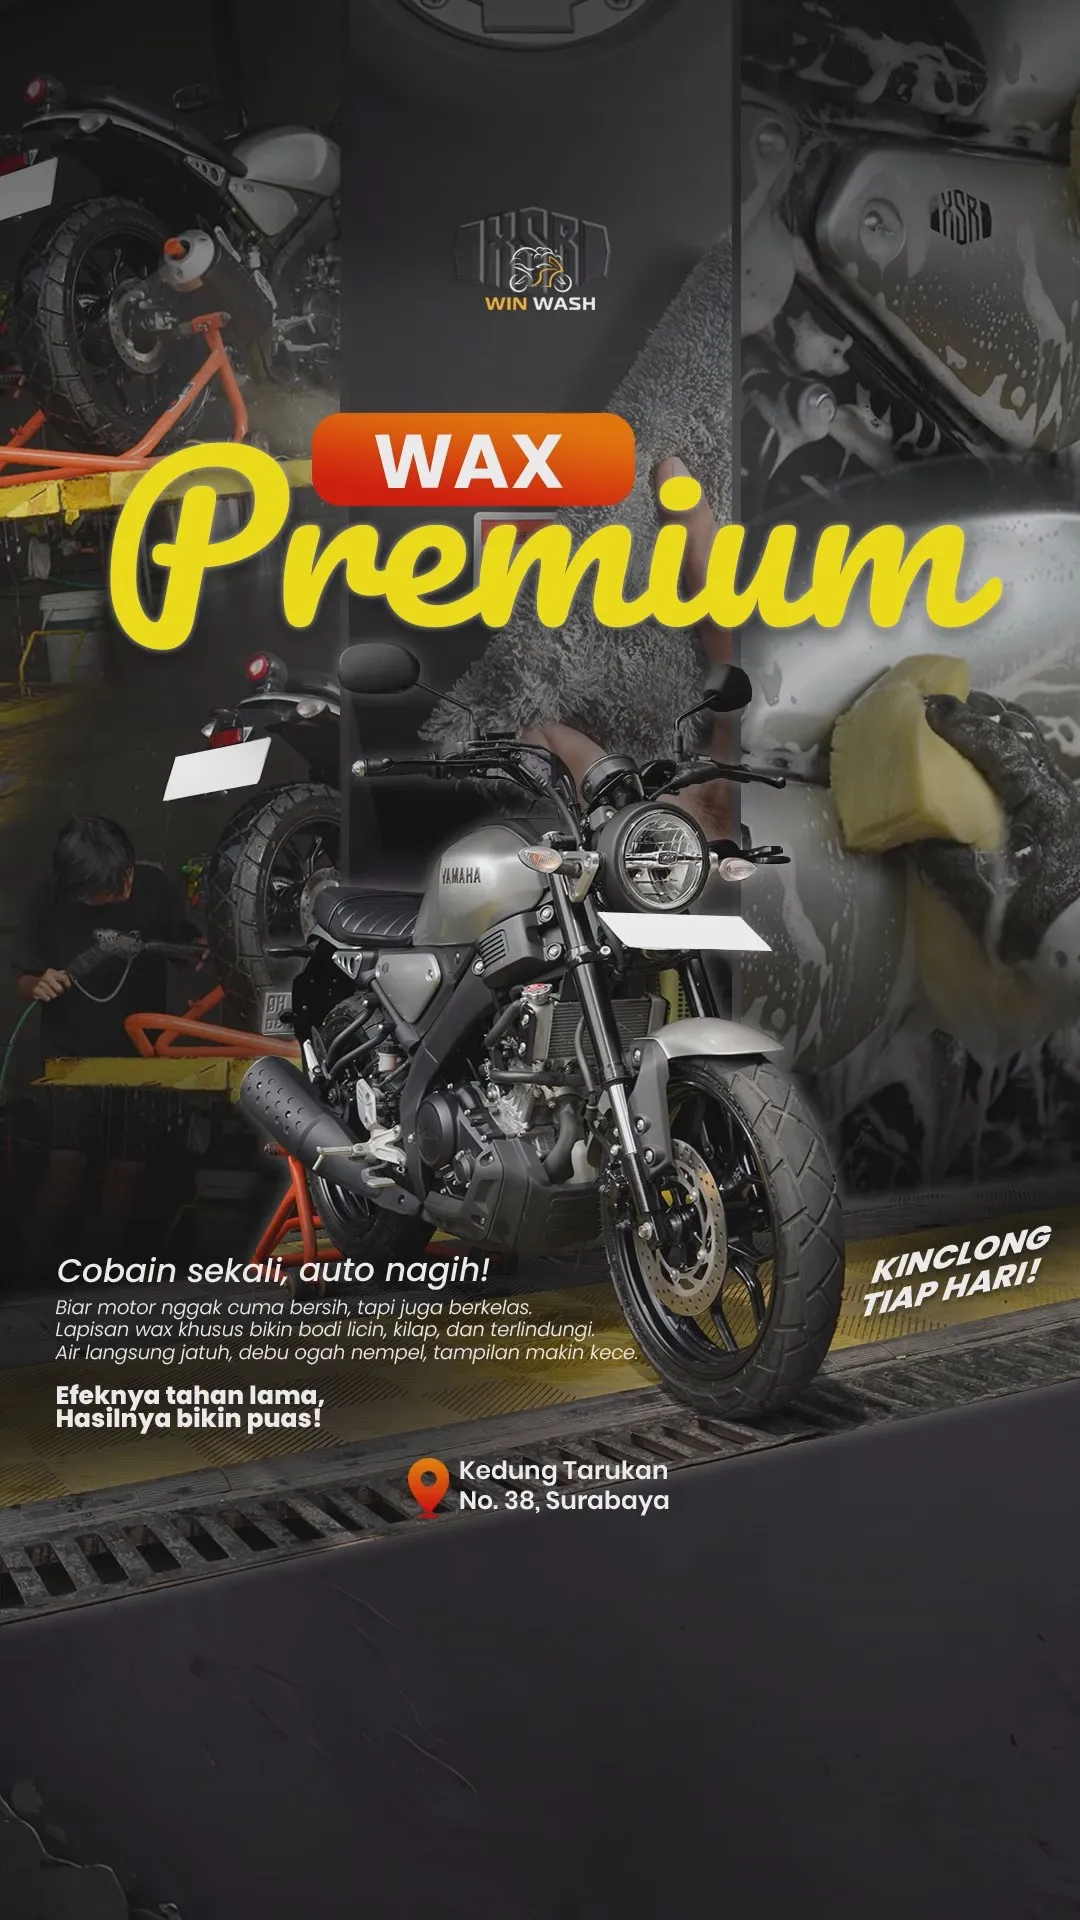 XSR
XSR
WIN WASH
WAX
Premium
YAMAHA
Cobain sekali, auto nagih!
Biar motor nggak cuma bersih, tapi juga berkelas.
Lapisan wax khusus bikin bodi licin, kilap, dan terlindungi.
Air langsung jatuh, debu ogah nempel, tampilan makin kece.
Efeknya tahan lama,
Hasilnya bikin puas!
KINCLONG
TIAP HARI!
Kedung Tarukan
No. 38, Surabaya